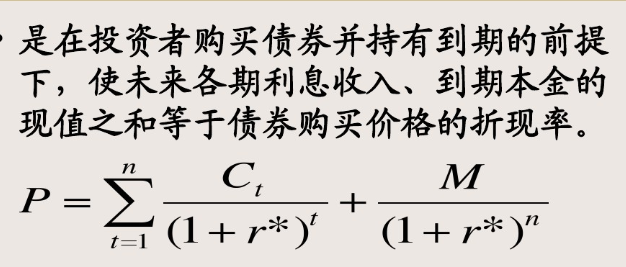 • 是在投资者购买债券并持有到期的前提
下，使未来各期利息收入、到期本金的
现值之和等于债券购买价格的折现率。
P = \sum_{t=1}^{n} \frac{C_t}{(1+r*)^t} + \frac{M}{(1+r*)^n}